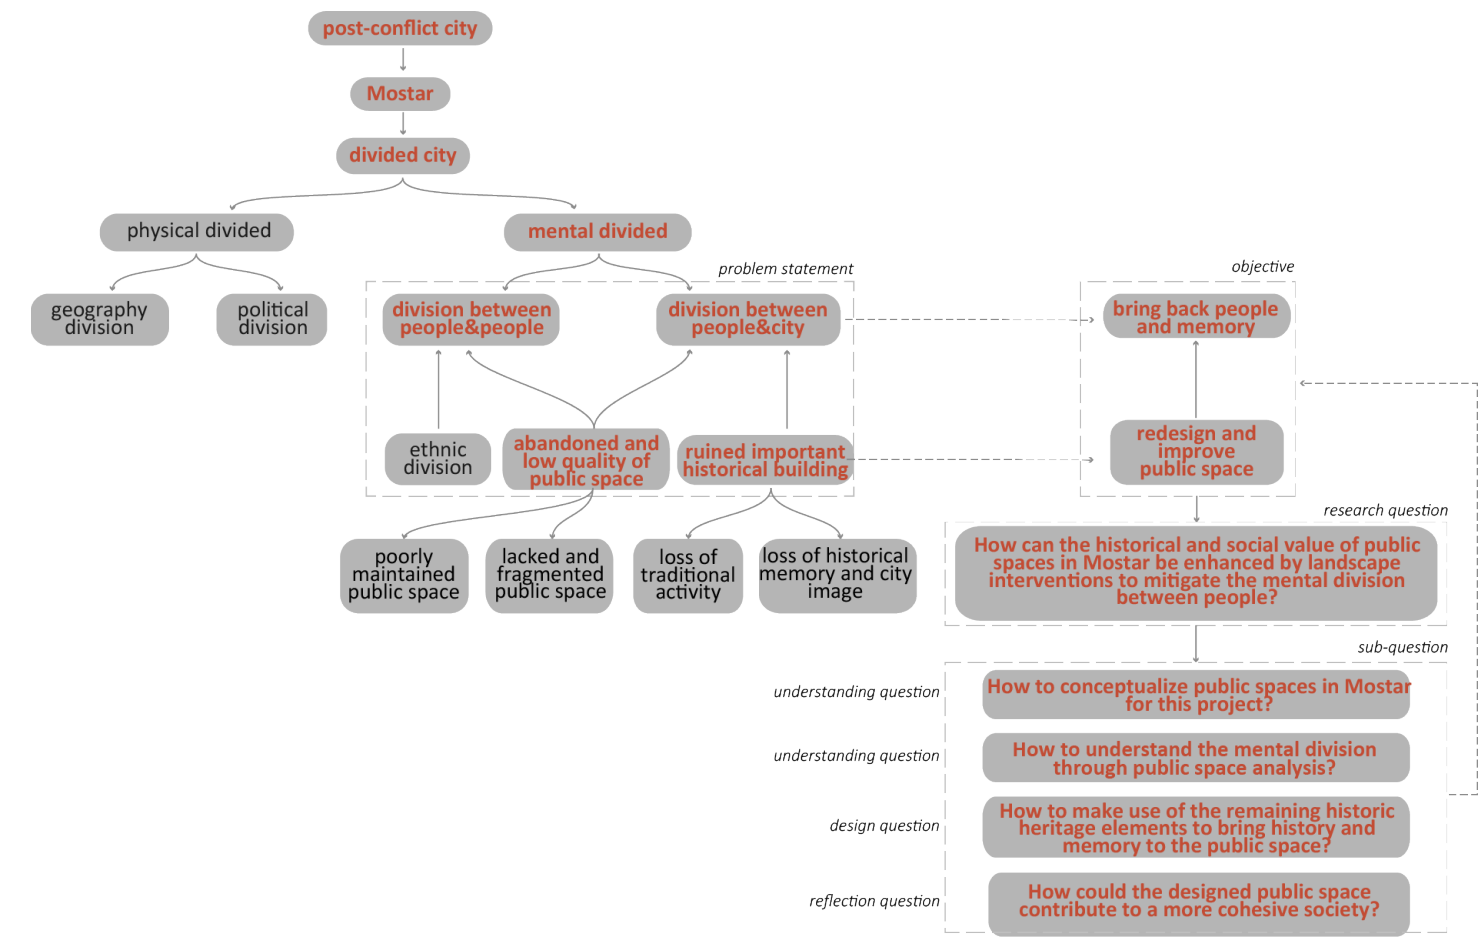 post-conflict city
Mostar
divided city
physical divided
mental divided
geography
division
political
division
problem statement
division between
people&people
division between
people&city
ethnic
division
abandoned and
low quality of
public space
ruined important
historical building
poorly
maintained
public space
lacked and
fragmented
public space
loss of
traditional
activity
loss of historical
memory and city
image
objective
bring back people
and memory
redesign and
improve
public space
research question
How can the historical and social value of public
spaces in Mostar be enhanced by landscape
interventions to mitigate the mental division
between people?
sub-question
understanding question
How to conceptualize public spaces in Mostar
for this project?
understanding question
How to understand the mental division
through public space analysis?
design question
How to make use of the remaining historic
heritage elements to bring history and
memory to the public space?
reflection question
How could the designed public space
contribute to a more cohesive society?